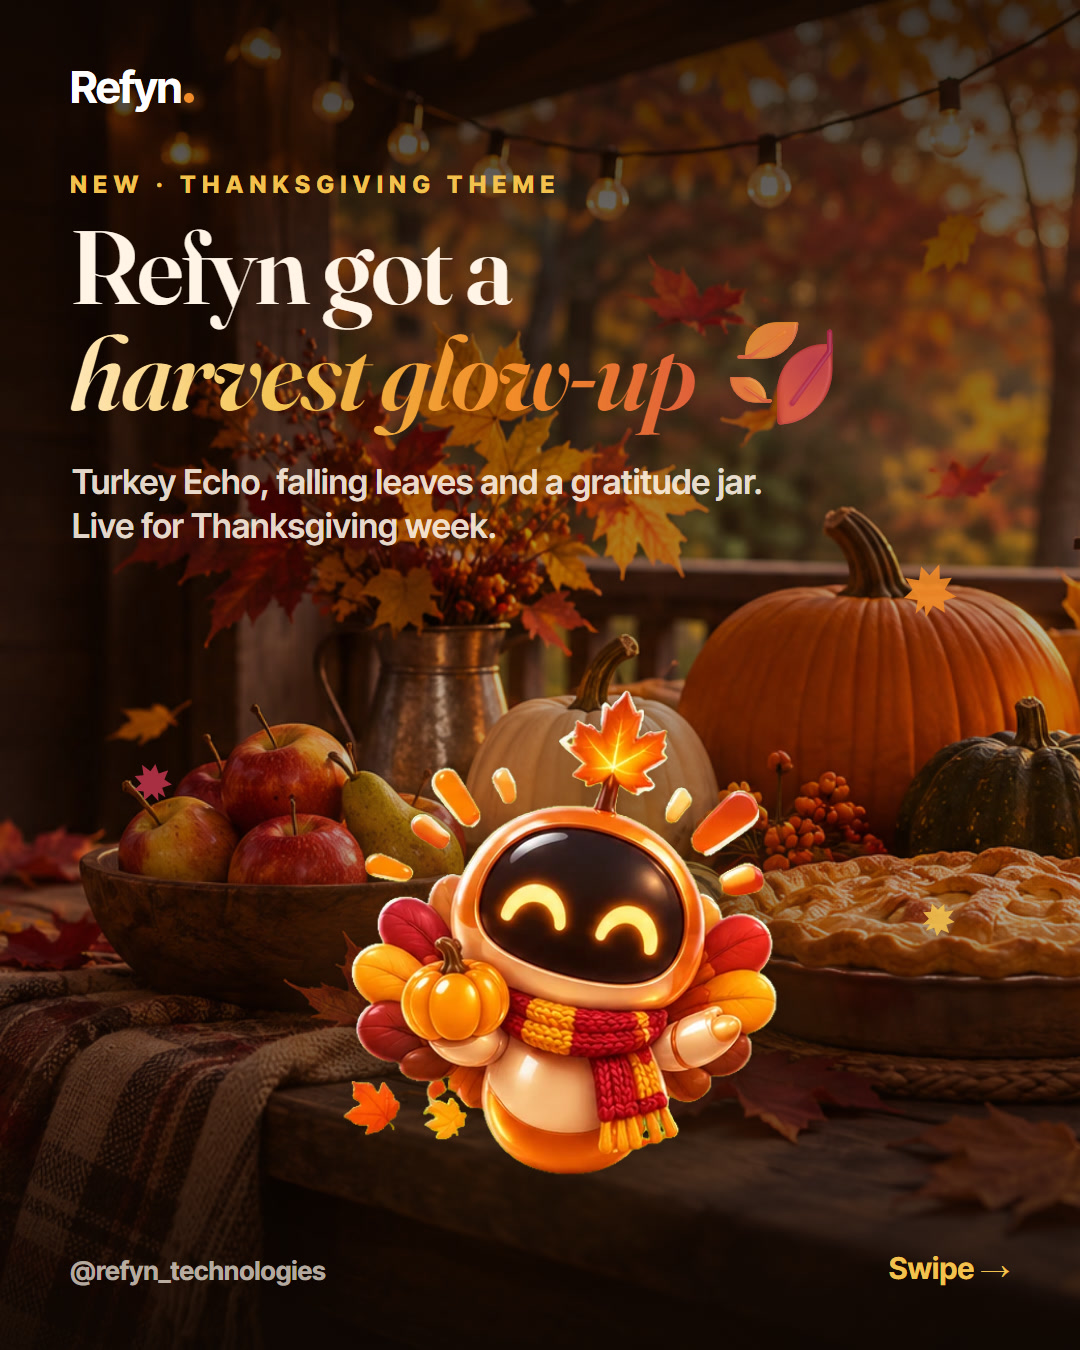 Refyn.
NEW · THANKSGIVING THEME
Refyn got a
harvest glow-up
Turkey Echo, falling leaves and a gratitude jar.
Live for Thanksgiving week.
@refyn_technologies
Swipe →